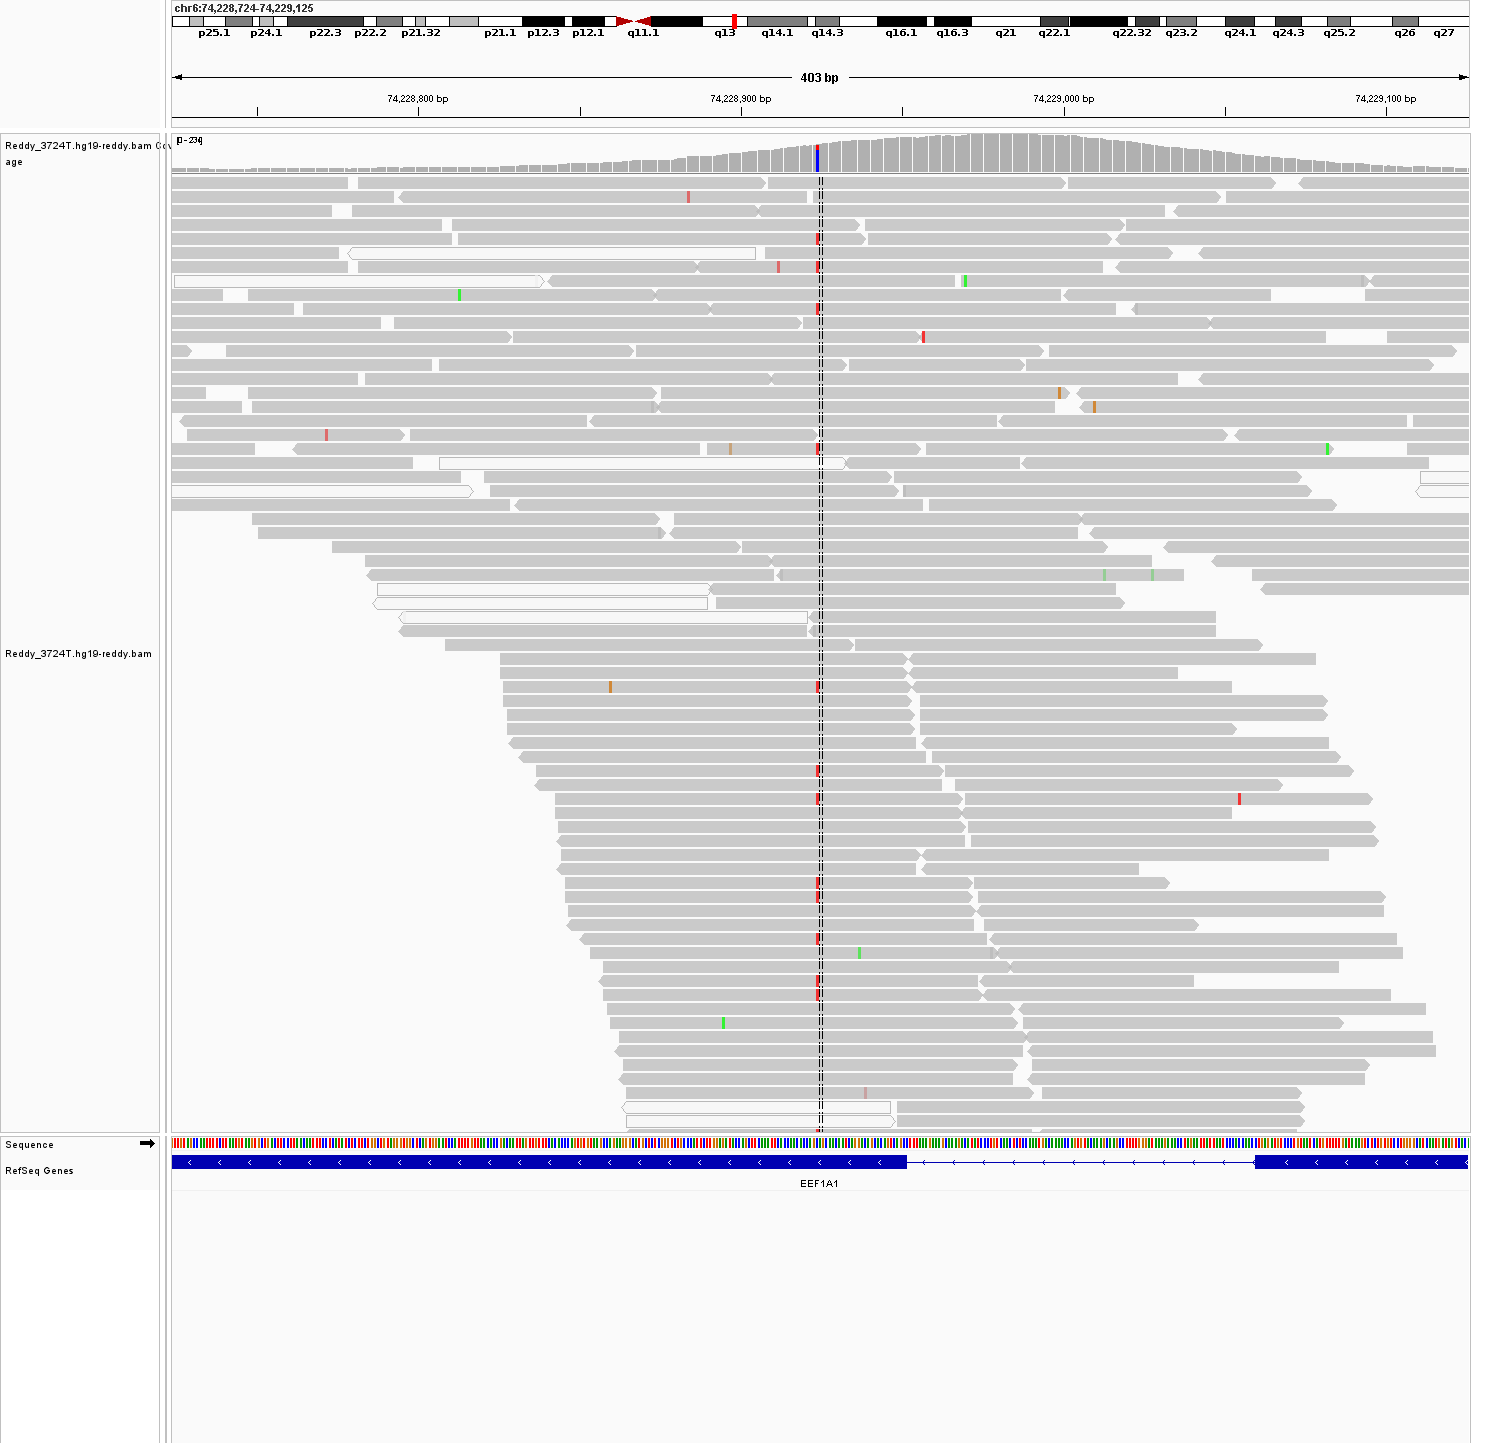 chr6:74,228,724-74,229,125
p25.1 p24.1 p22.3 p22.2 p21.32 p21.1 p12.3 p12.1 q11.1 q13 q14.1 q14.3 q16.1 q16.3 q21 q22.1 q22.32 q23.2 q24.1 q24.3 q25.2 q26 q27
403 bp
74,228,800 bp 74,228,900 bp 74,229,000 bp 74,229,100 bp
Reddy_3724T.hg19-reddy.bam Cov
age
[0 - 234]
Reddy_3724T.hg19-reddy.bam
Sequence
RefSeq Genes
EEF1A1